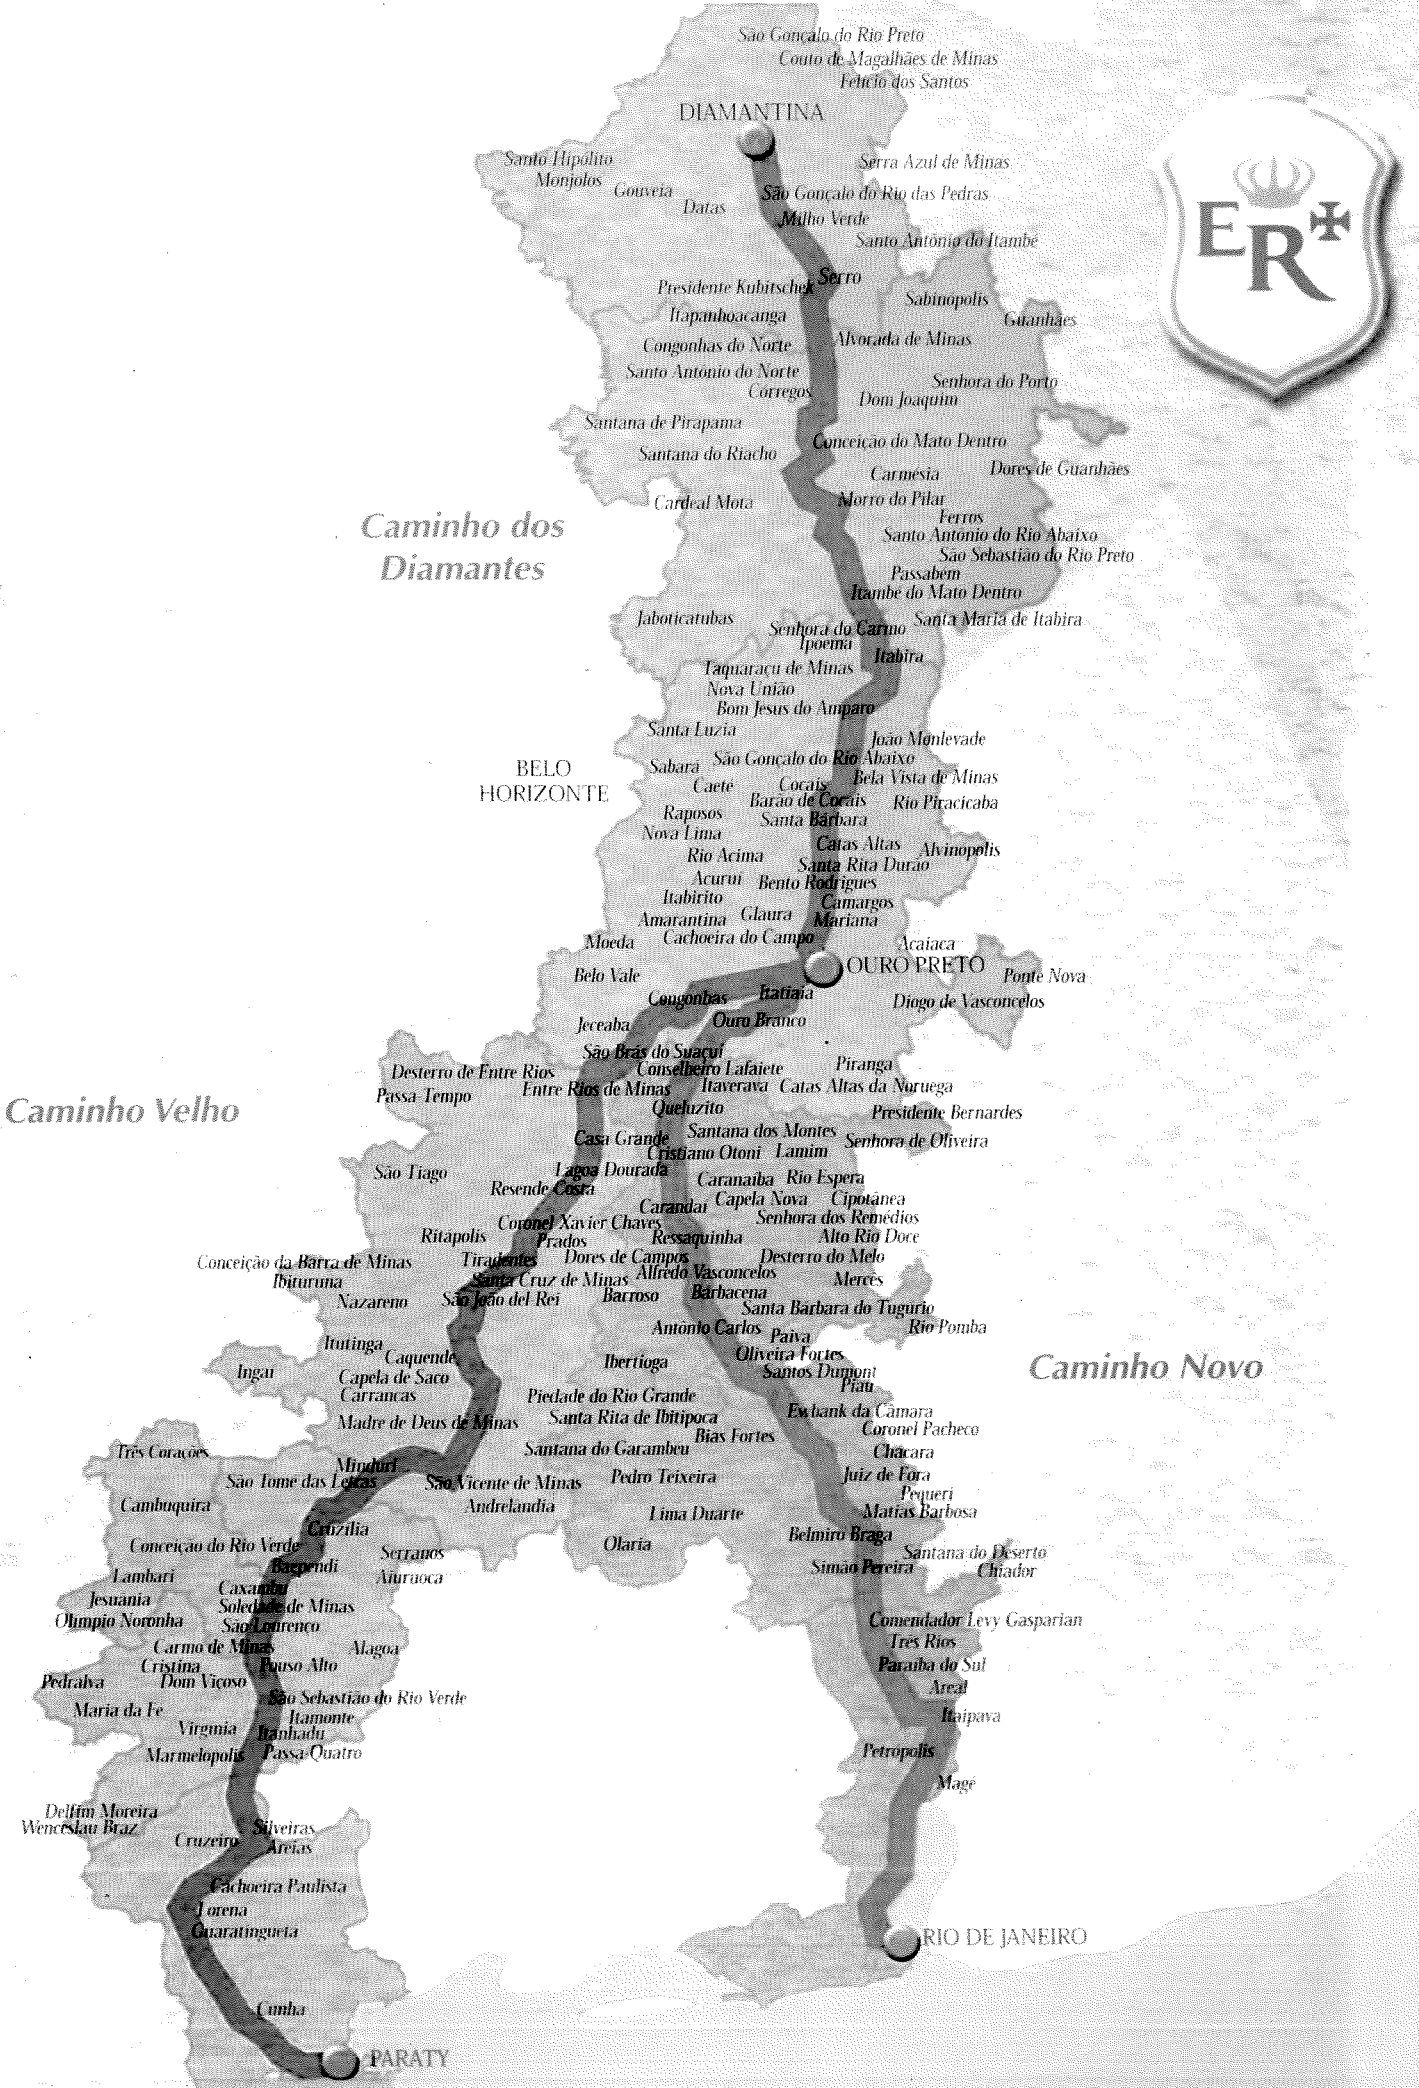 São Gonçalo do Rio Preto
Couto de Magalhães de Minas
Felício dos Santos
DIAMANTINA
Santo Hipólito
Monjolos
Gouveia
Datas
Serra Azul de Minas
São Gonçalo do Rio das Pedras
Milho Verde
Santo Antônio do Itambé
ER
Serro
Presidente Kubitschek
Sabinópolis
Itapanhoacanga
Guanhães
Alvorada de Minas
Congonhas do Norte
Santo Antônio do Norte
Córregos
Senhora do Porto
Dom Joaquim
Santana de Pirapama
Conceição do Mato Dentro
Santana do Riacho
Dores de Guanhães
Carmésia
Morro do Pilar
Cardeal Mota
Ferros
Caminho dos
Diamantes
Santo Antônio do Rio Abaixo
São Sebastião do Rio Preto
Passabém
Itambé do Mato Dentro
Jaboticatubas
Santa Maria de Itabira
Senhora do Carmo
Ipoema
Itabira
Taquaraçu de Minas
Nova União
Bom Jesus do Amparo
Santa Luzia
João Monlevade
São Gonçalo do Rio Abaixo
BELO
HORIZONTE
Sabará
Bela Vista de Minas
Caeté
Cocais
Barão de Cocais
Rio Piracicaba
Raposos
Santa Bárbara
Nova Lima
Catas Altas
Alvinópolis
Rio Acima
Santa Rita Durão
Acuruí
Bento Rodrigues
Itabirito
Camargos
Amarantina
Glaura
Mariana
Cachoeira do Campo
Moeda
Acaiaca
OURO PRETO
Belo Vale
Ponte Nova
Congonhas
Itatiaia
Diogo de Vasconcelos
Jeceaba
Ouro Branco
São Brás do Suaçuí
Conselheiro Lafaiete
Piranga
Desterro de Entre Rios
Passa Tempo
Entre Rios de Minas
Itaverava
Catas Altas da Noruega
Caminho Velho
Queluzito
Presidente Bernardes
Casa Grande
Santana dos Montes
Senhora de Oliveira
Cristiano Otoni
Lamim
São Tiago
Lagoa Dourada
Caranaíba
Rio Espera
Resende Costa
Capela Nova
Cipotânea
Carandaí
Senhora dos Remédios
Coronel Xavier Chaves
Ritápolis
Prados
Ressaquinha
Alto Rio Doce
Conceição da Barra de Minas
Tiradentes
Dores de Campos
Desterro do Melo
Ibituruna
Santa Cruz de Minas
Alfredo Vasconcelos
Mercês
Nazareno
São João del Rei
Barroso
Barbacena
Santa Bárbara do Tugúrio
Rio Pomba
Antônio Carlos
Paiva
Itutinga
Caquende
Oliveira Fortes
Ibertioga
Ingaí
Capela de Saco
Santos Dumont
Piau
Caminho Novo
Carrancas
Piedade do Rio Grande
Madre de Deus de Minas
Santa Rita de Ibitipoca
Ewbank da Câmara
Bias Fortes
Coronel Pacheco
Três Corações
Santana do Garambeu
Chácara
Minduri
São Tomé das Letras
São Vicente de Minas
Pedro Teixeira
Juiz de Fora
Cambuquira
Andrelândia
Pequeri
Lima Duarte
Matias Barbosa
Cruzília
Belmiro Braga
Conceição do Rio Verde
Olaria
Serranos
Santana do Deserto
Baependi
Simão Pereira
Chiador
Lambari
Aiuruoca
Caxambu
Jesuânia
Soledade de Minas
Olímpio Noronha
São Lourenço
Comendador Levy Gasparian
Carmo de Minas
Alagoa
Três Rios
Cristina
Pouso Alto
Paraíba do Sul
Pedralva
Dom Viçoso
Areal
São Sebastião do Rio Verde
Maria da Fé
Itamonte
Itaipava
Virgínia
Itanhadu
Marmelópolis
Passa-Quatro
Petrópolis
Magé
Delfim Moreira
Wenceslau Braz
Silveiras
Cruzeiro
Areias
Cachoeira Paulista
Lorena
Guaratinguetá
RIO DE JANEIRO
Cunha
PARATY